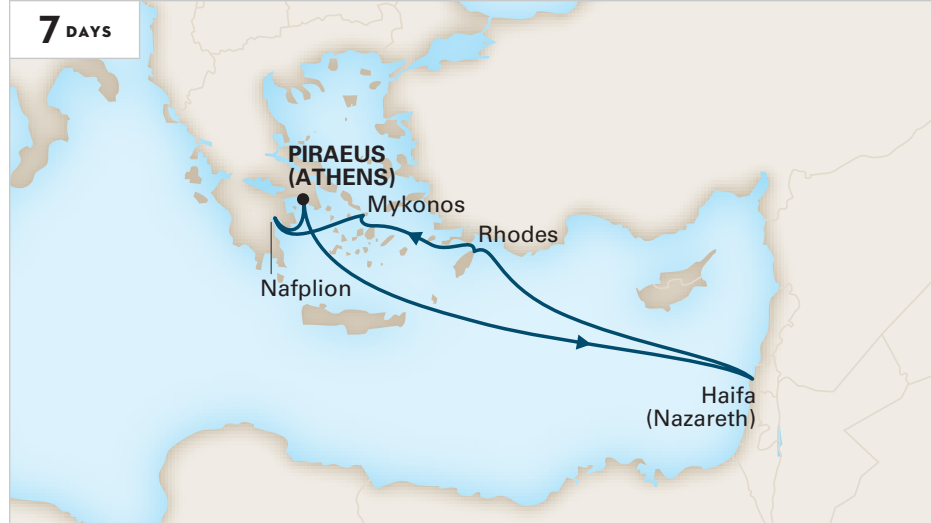 7 DAYS
PIRAEUS
(ATHENS)
Mykonos
Rhodes
Nafplion
Haifa
(Nazareth)